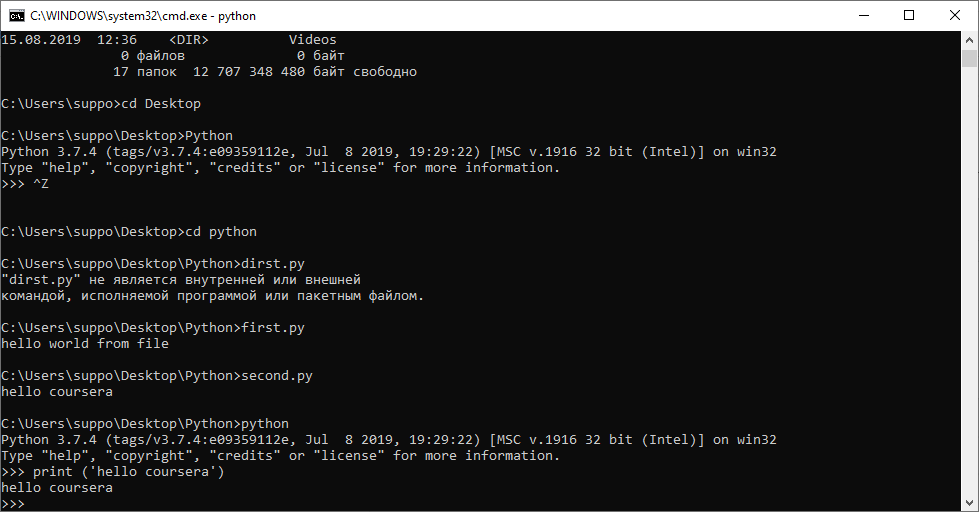 C:\WINDOWS\system32\cmd.exe - python
15.08.2019  12:36    <DIR>          Videos
               0 файлов              0 байт
              17 папок  12 707 348 480 байт свободно
C:\Users\suppo>cd Desktop
C:\Users\suppo\Desktop>Python
Python 3.7.4 (tags/v3.7.4:e09359112e, Jul  8 2019, 19:29:22) [MSC v.1916 32 bit (Intel)] on win32
Type "help", "copyright", "credits" or "license" for more information.
>>> ^Z
C:\Users\suppo\Desktop>cd python
C:\Users\suppo\Desktop\Python>dirst.py
"dirst.py" не является внутренней или внешней
командой, исполняемой программой или пакетным файлом.
C:\Users\suppo\Desktop\Python>first.py
hello world from file
C:\Users\suppo\Desktop\Python>second.py
hello coursera
C:\Users\suppo\Desktop\Python>python
Python 3.7.4 (tags/v3.7.4:e09359112e, Jul  8 2019, 19:29:22) [MSC v.1916 32 bit (Intel)] on win32
Type "help", "copyright", "credits" or "license" for more information.
>>> print ('hello coursera')
hello coursera
>>>